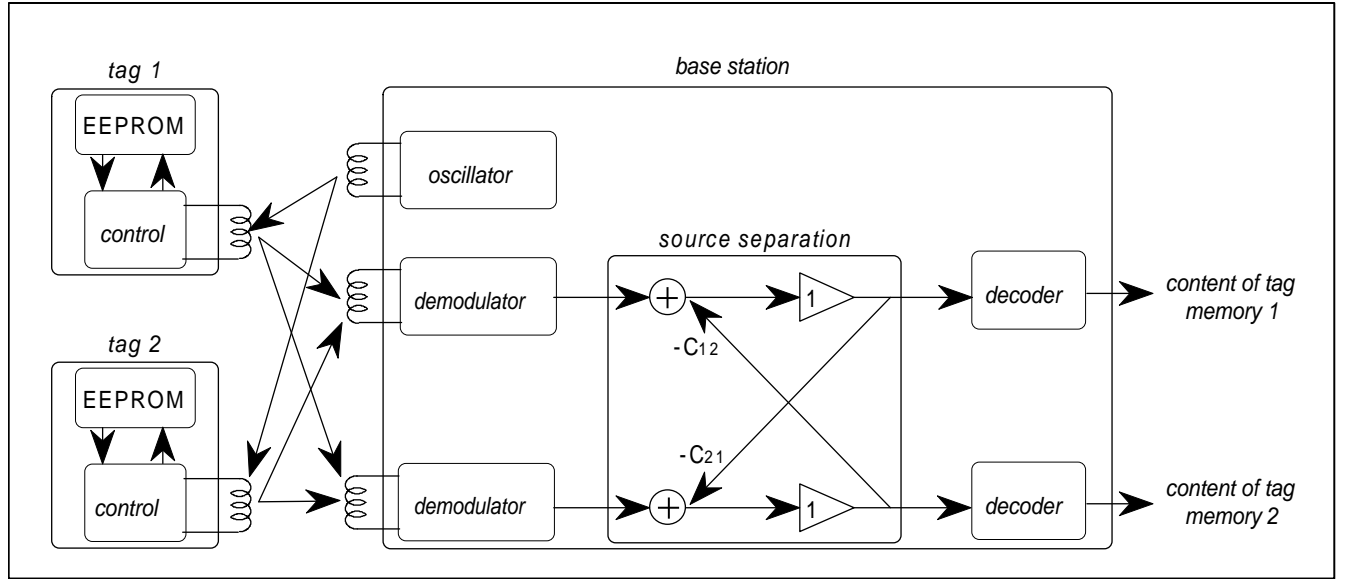 tag 1
base station
EEPROM
oscillator
control
source separation
demodulator
+
1
decoder
content of tag
memory 1
-C12
tag 2
EEPROM
-C21
control
demodulator
+
1
decoder
content of tag
memory 2